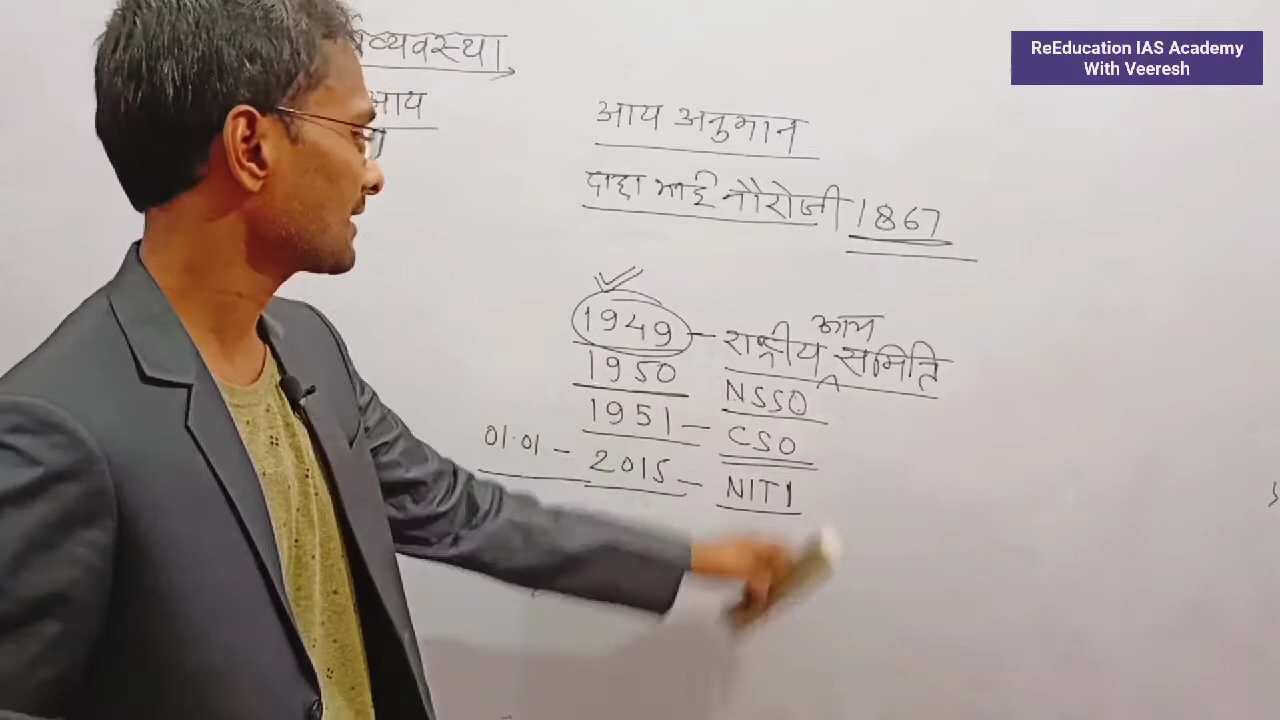 ReEducation IAS Academy
With Veeresh
व्यवस्था
आय
आय अनुमान
दादा भाई नौरोजी 1867
1949 - राष्ट्रीय आय समिति
1950 NSSO
1951 - CSO
01.01 - 2015 - NITI